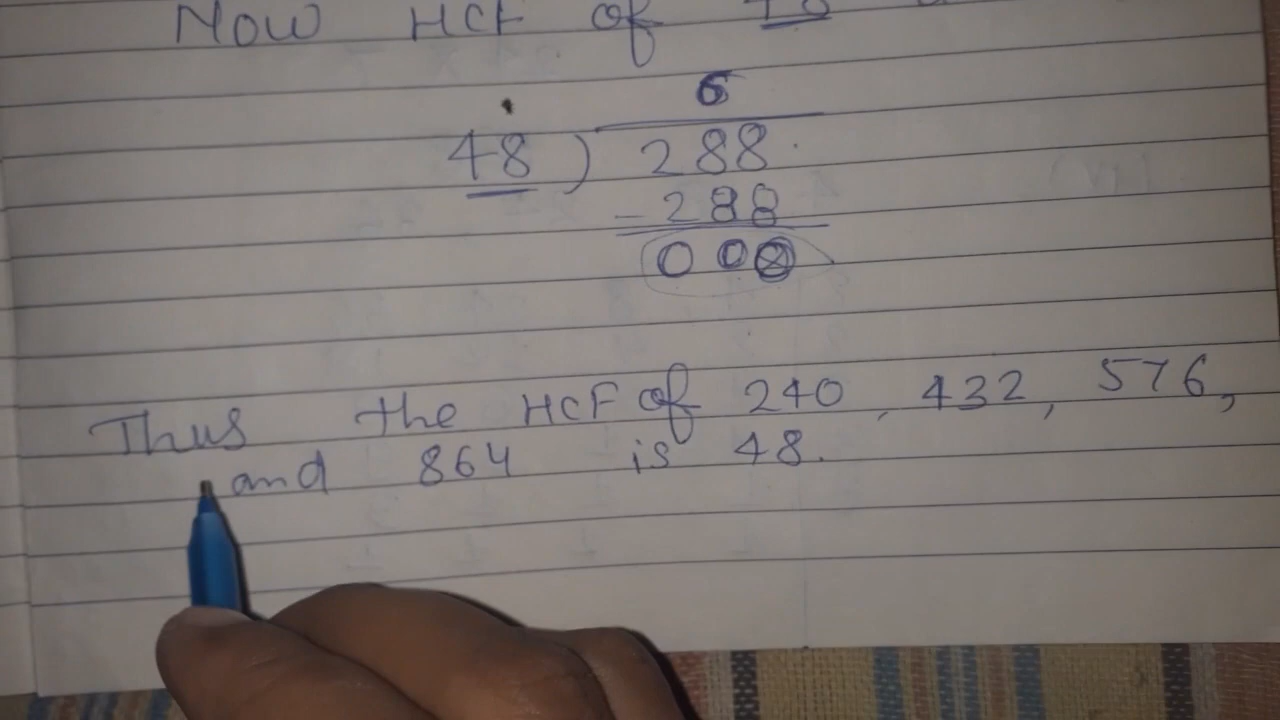 Now HCF of 48
6
48 ) 288
- 288
000
Thus the HCF of 240, 432, 576,
and 864 is 48.